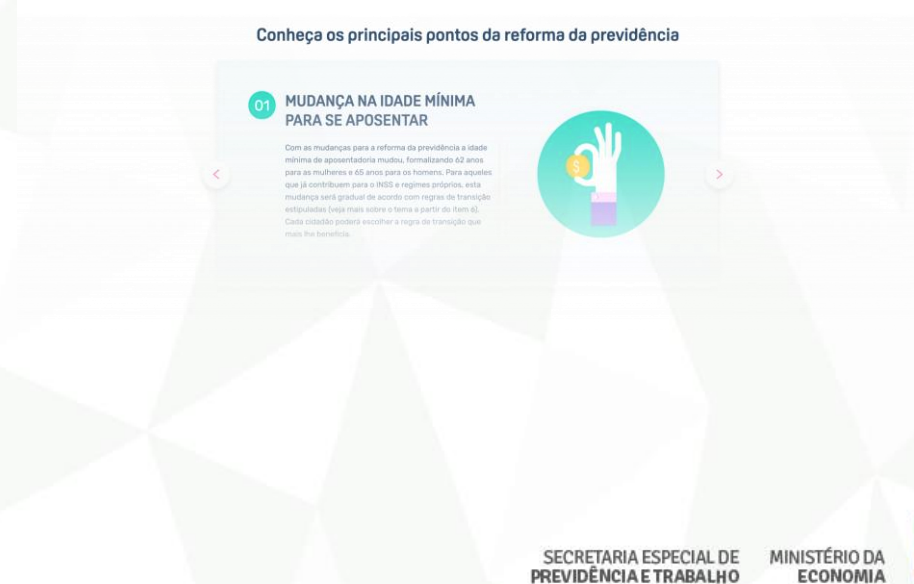 Conheça os principais pontos da reforma da previdência
01
MUDANÇA NA IDADE MÍNIMA
PARA SE APOSENTAR
Com as mudanças para a reforma da previdência a idade
mínima de aposentadoria mudou, formalizando 62 anos
para as mulheres e 65 anos para os homens. Para aqueles
que já contribuem para o INSS e regimes próprios, esta
mudança será gradual de acordo com regras de transição
estipuladas (veja mais sobre o tema a partir do item 6).
Cada cidadão poderá escolher a regra de transição que
mais lhe beneficia.
$
<
>
SECRETARIA ESPECIAL DE
PREVIDÊNCIA E TRABALHO
MINISTÉRIO DA
ECONOMIA